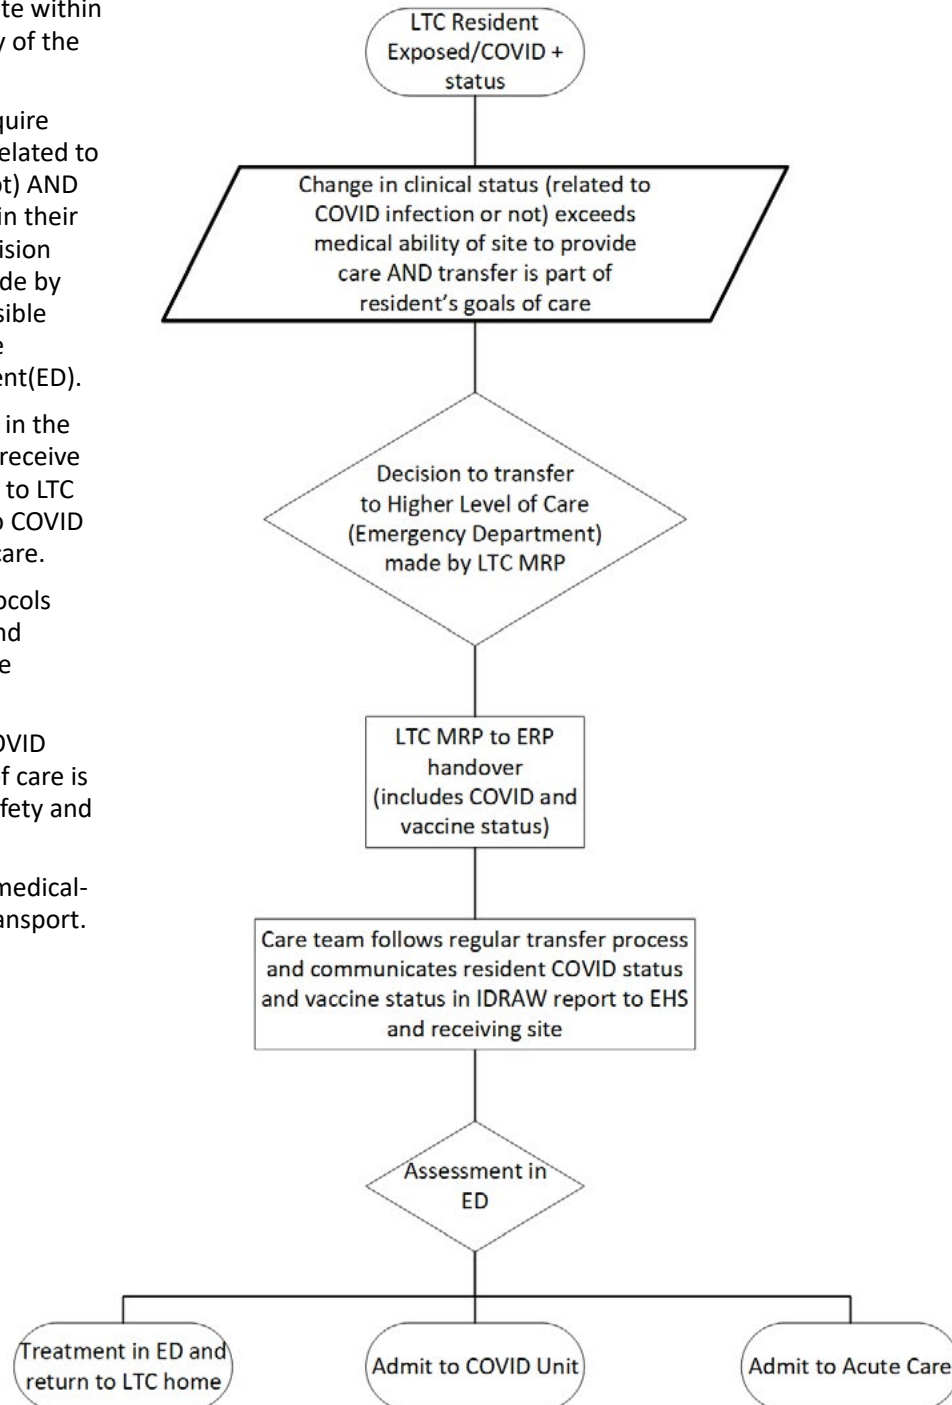 te within
y of the
quire
elated to
ot) AND
in their
ision
de by
sible
e
ent(ED).
in the
receive
to LTC
o COVID
care.
ocols
nd
e
OVID
f care is
fety and
medical-
ansport.
LTC Resident
Exposed/COVID +
status
Change in clinical status (related to
COVID infection or not) exceeds
medical ability of site to provide
care AND transfer is part of
resident’s goals of care
Decision to transfer
to Higher Level of Care
(Emergency Department)
made by LTC MRP
LTC MRP to ERP
handover
(includes COVID and
vaccine status)
Care team follows regular transfer process
and communicates resident COVID status
and vaccine status in IDRAW report to EHS
and receiving site
Assessment in
ED
Treatment in ED and
return to LTC home
Admit to COVID Unit
Admit to Acute Care